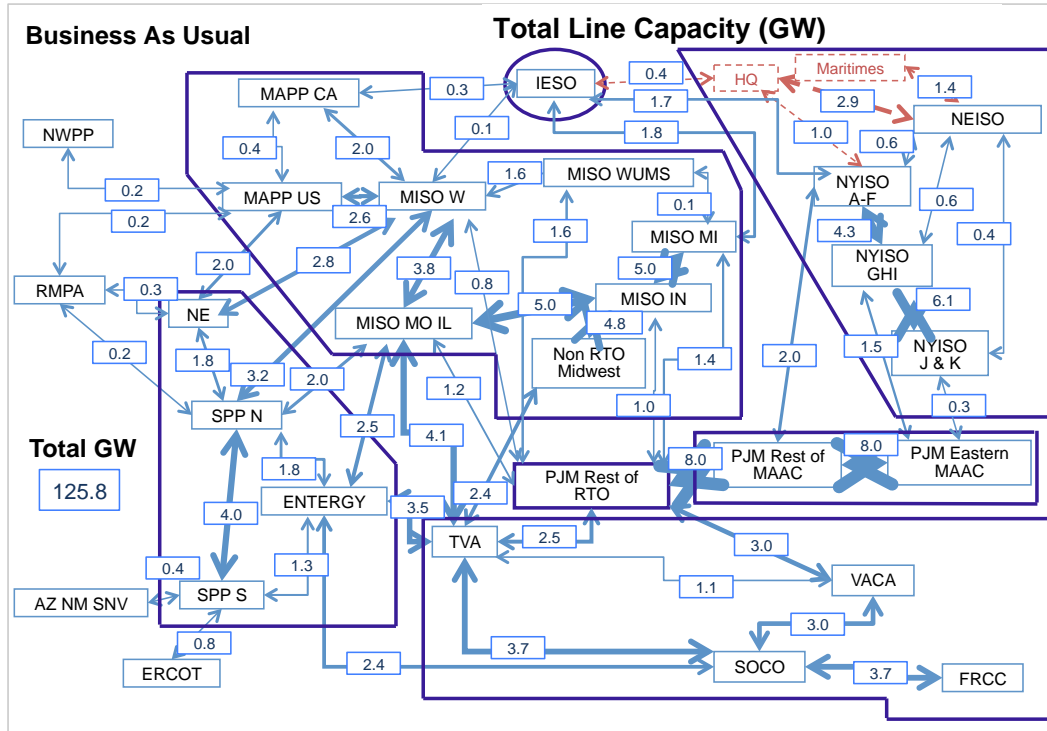 Business As Usual
Total Line Capacity (GW)
IESO
0.4
HQ
Maritimes
MAPP CA
0.3
1.7
2.9
1.4
NEISO
NWPP
0.1
1.8
1.0
0.6
0.4
2.0
MISO WUMS
1.6
NYISO
A-F
0.2
MAPP US
MISO W
2.6
0.1
0.6
0.2
1.6
MISO MI
4.3
0.4
2.0
2.8
3.8
0.8
5.0
NYISO
GHI
RMPA
0.3
NE
MISO IN
6.1
MISO MO IL
5.0
4.8
0.2
1.8
Non RTO
Midwest
1.4
2.0
1.5
NYISO
J & K
3.2
2.0
1.2
SPP N
1.0
0.3
Total GW
2.5
4.1
8.0
PJM Rest of
MAAC
8.0
PJM Eastern
MAAC
125.8
1.8
2.4
PJM Rest of
RTO
ENTERGY
3.5
4.0
TVA
2.5
3.0
1.3
0.4
1.1
VACA
AZ NM SNV
SPP S
0.8
3.7
3.0
ERCOT
2.4
SOCO
3.7
FRCC